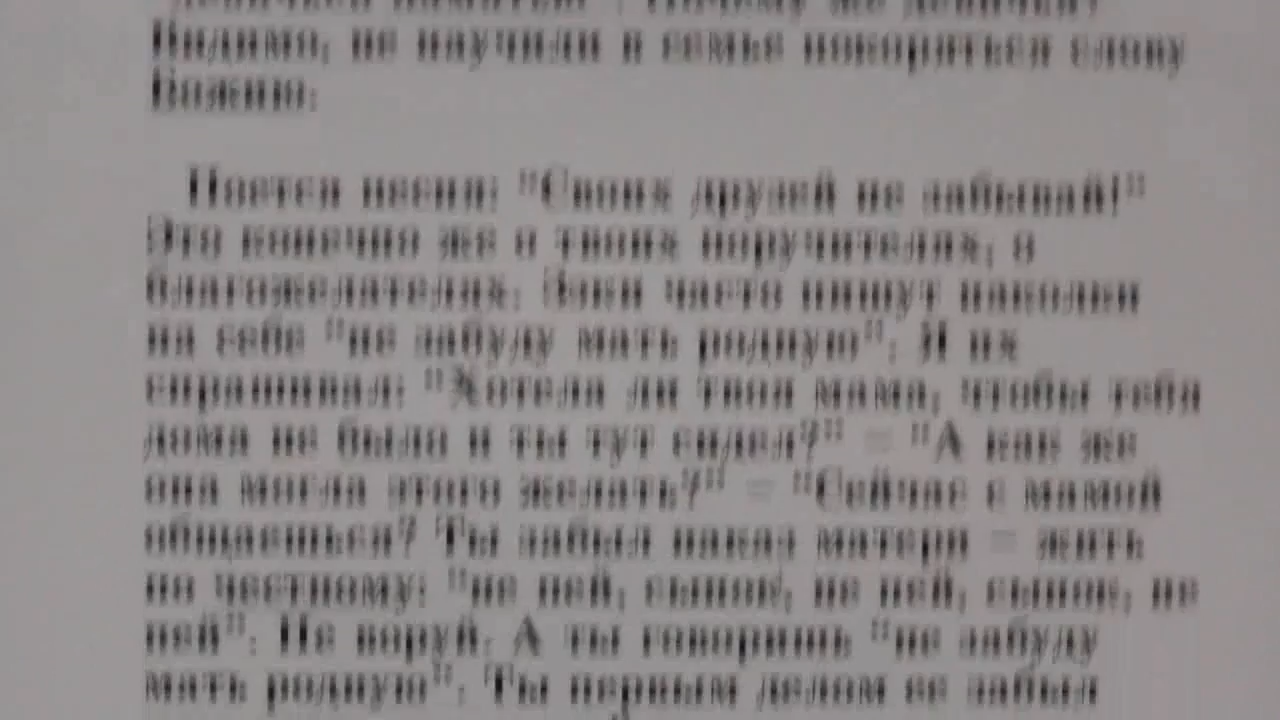 Видимо, не научили в семье покоряться слову
Божию.
Поется песня: "Своих друзей не забывай!"
Это конечно же о твоих поручителях, о
благожелателях. Зэки часто пишут наколки
на себе "не забуду мать родную". Я их
спрашивал: "Хотела ли твоя мама, чтобы тебя
дома не было и ты тут сидел?" - "А как же
она могла этого желать?" - "Сейчас с мамой
общаешься? Ты забыл наказ матери - жить
по честному: "не пей, сынок, не пей, сынок, не
пей". Не воруй. А ты говоришь "не забуду
мать родную". Ты первым делом ее забыл